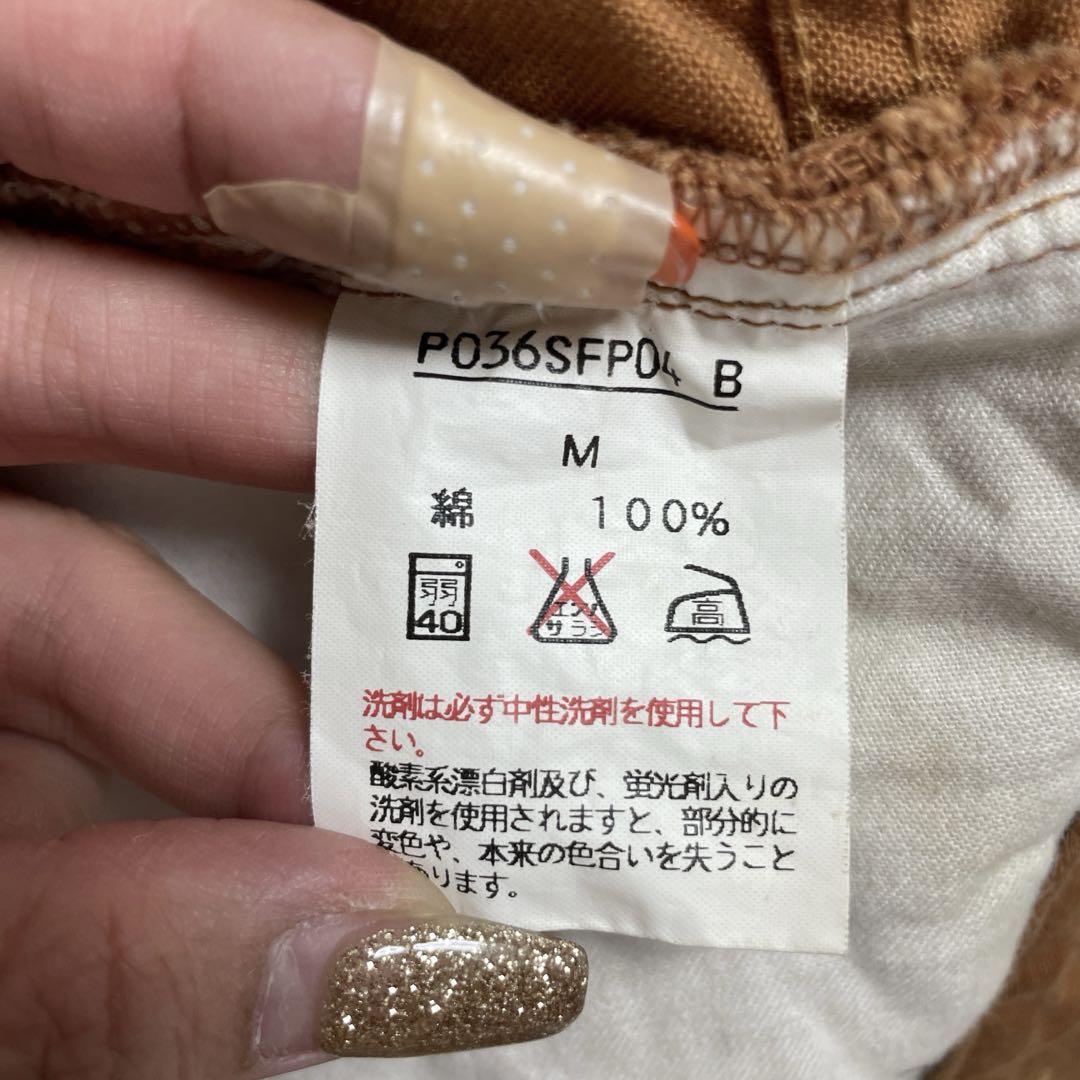 P036SFP04 B
M
綿 100%
弱
40
エンソ
サラシ
高
洗剤は必ず中性洗剤を使用して下
さい。
酸素系漂白剤及び、蛍光剤入りの
洗剤を使用されますと、部分的に
変色や、本来の色合いを失うこと
あります。